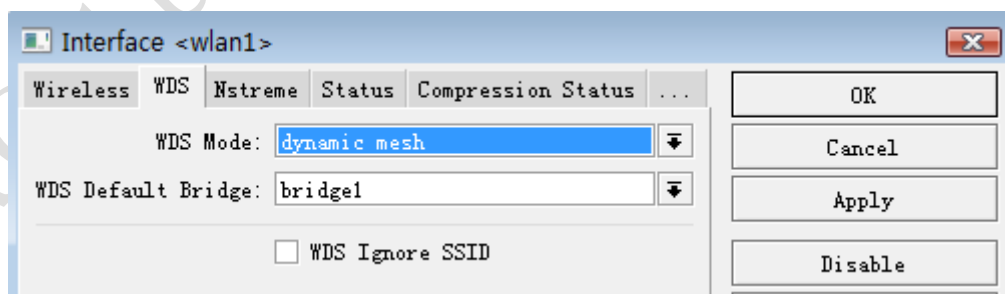 Interface <wlan1>
Wireless WDS Nstreme Status Compression Status ...
OK
WDS Mode: dynamic mesh
Cancel
WDS Default Bridge: bridge1
Apply
WDS Ignore SSID
Disable